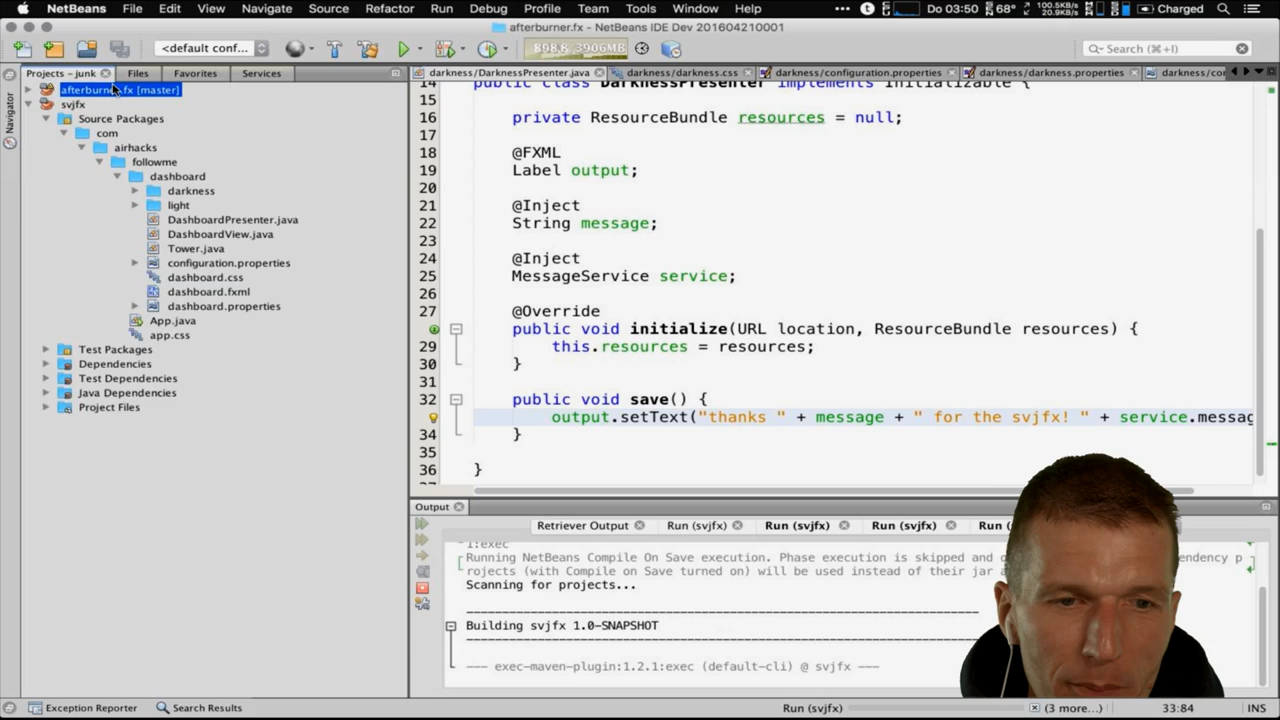 NetBeans File Edit View Navigate Source Refactor Run Debug Profile Team Tools Window ••• Do 03:50 68° 100.5KB/s 20.9KB/s Charged
afterburner.fx - NetBeans IDE Dev 201604210001
<default conf... 898,8/3906MB Search (⌘+I)
Projects – junk Files Favorites Services
darkness/DarknessPresenter.java darkness/darkness.css darkness/configuration.properties darkness/darkness.properties darkness/cor
Navigator
afterburner.fx [master]
svjfx
Source Packages
com
airhacks
followme
dashboard
darkness
light
DashboardPresenter.java
DashboardView.java
Tower.java
configuration.properties
dashboard.css
dashboard.fxml
dashboard.properties
App.java
app.css
Test Packages
Dependencies
Test Dependencies
Java Dependencies
Project Files
14 public class DarknessPresenter implements Initializable {
15
16 private ResourceBundle resources = null;
17
18 @FXML
19 Label output;
20
21 @Inject
22 String message;
23
24 @Inject
25 MessageService service;
26
27 @Override
public void initialize(URL location, ResourceBundle resources) {
29 this.resources = resources;
30 }
31
32 public void save() {
output.setText("thanks " + message + " for the svjfx! " + service.messag
34 }
35
36 }
Output
Retriever Output Run (svjfx) Run (svjfx) Run (svjfx) Run
1:exec
Running NetBeans Compile On Save execution. Phase execution is skipped and o dependency p
rojects (with Compile on Save turned on) will be used instead of their jar a
Scanning for projects...
Building svjfx 1.0-SNAPSHOT
--- exec-maven-plugin:1.2.1:exec (default-cli) @ svjfx ---
Exception Reporter Search Results Run (svjfx) (3 more...) 33:84 INS